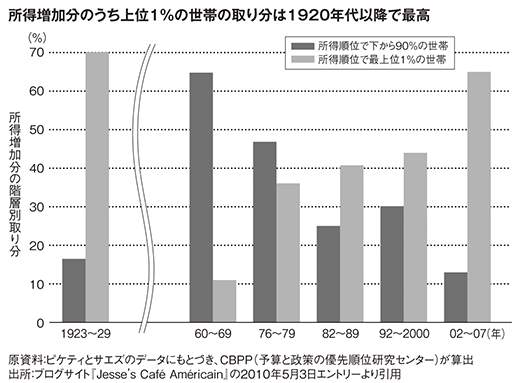 所得増加分のうち上位1%の世帯の取り分は1920年代以降で最高
(%)
所得順位で下から90%の世帯
所得順位で最上位1%の世帯
70
60
50
40
30
20
10
0
所得増加分の階層別取り分
1923〜29 60〜69 76〜79 82〜89 92〜2000 02〜07(年)
原資料:ピケティとサエズのデータにもとづき、CBPP(予算と政策の優先順位研究センター)が算出
出所:ブログサイト『Jesse's Café Américain』の2010年5月3日エントリーより引用